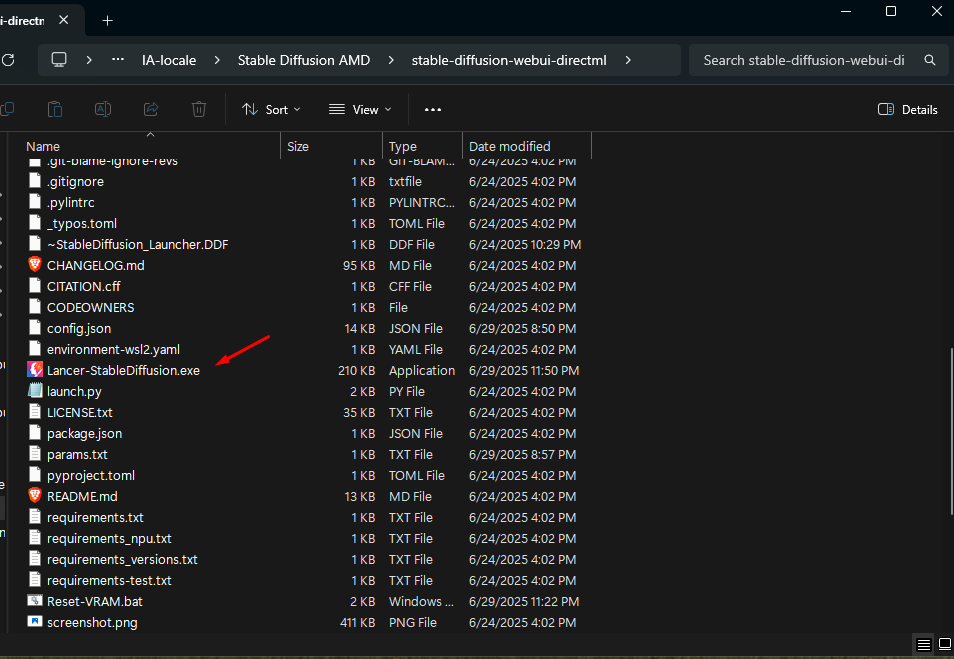 i-directn
IA-locale Stable Diffusion AMD stable-diffusion-webui-directml Search stable-diffusion-webui-di
Sort View Details
Name Size Type Date modified
.git-blame-ignore-revs 1 KB GIT-BLAM... 6/24/2025 4:02 PM
.gitignore 1 KB txtfile 6/24/2025 4:02 PM
.pylintrc 1 KB PYLINTRC... 6/24/2025 4:02 PM
_typos.toml 1 KB TOML File 6/24/2025 4:02 PM
~StableDiffusion_Launcher.DDF 1 KB DDF File 6/24/2025 10:29 PM
CHANGELOG.md 95 KB MD File 6/24/2025 4:02 PM
CITATION.cff 1 KB CFF File 6/24/2025 4:02 PM
CODEOWNERS 1 KB File 6/24/2025 4:02 PM
config.json 14 KB JSON File 6/29/2025 8:50 PM
environment-wsl2.yaml 1 KB YAML File 6/24/2025 4:02 PM
Lancer-StableDiffusion.exe 210 KB Application 6/29/2025 11:50 PM
launch.py 2 KB PY File 6/24/2025 4:02 PM
LICENSE.txt 35 KB TXT File 6/24/2025 4:02 PM
package.json 1 KB JSON File 6/24/2025 4:02 PM
params.txt 1 KB TXT File 6/29/2025 8:57 PM
pyproject.toml 1 KB TOML File 6/24/2025 4:02 PM
README.md 13 KB MD File 6/24/2025 4:02 PM
requirements.txt 1 KB TXT File 6/24/2025 4:02 PM
requirements_npu.txt 1 KB TXT File 6/24/2025 4:02 PM
requirements_versions.txt 1 KB TXT File 6/24/2025 4:02 PM
requirements-test.txt 1 KB TXT File 6/24/2025 4:02 PM
Reset-VRAM.bat 2 KB Windows ... 6/29/2025 11:22 PM
screenshot.png 411 KB PNG File 6/24/2025 4:02 PM